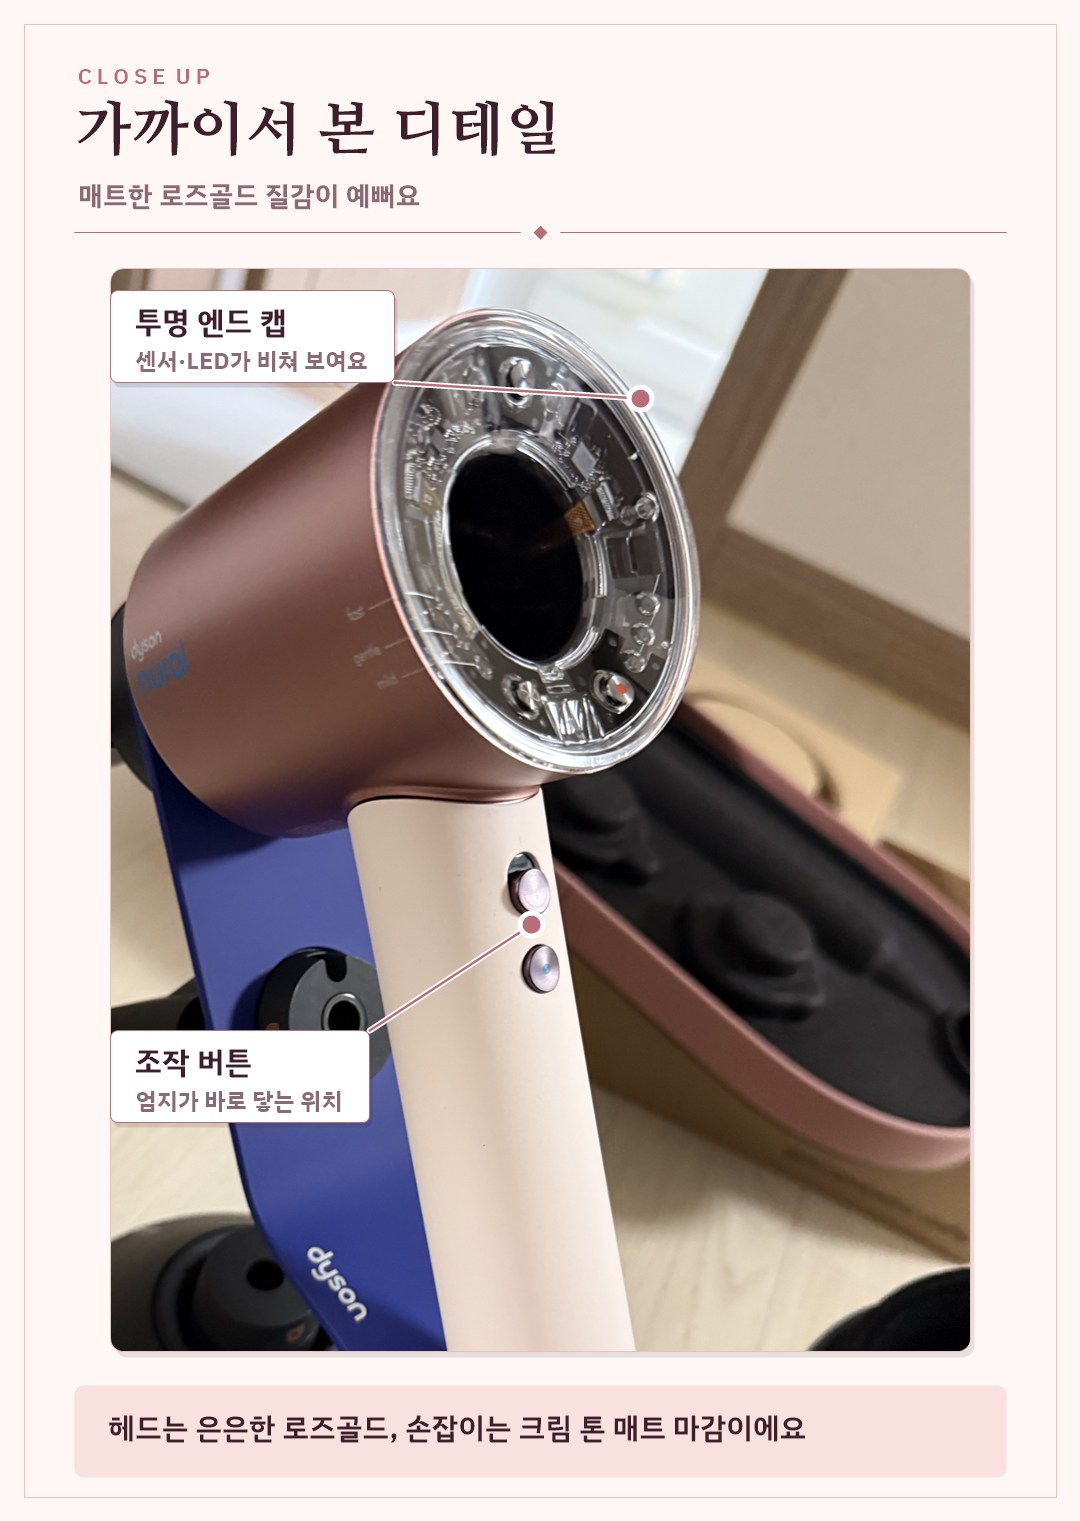 CLOSE UP
가까이서 본 디테일
매트한 로즈골드 질감이 예뻐요
투명 엔드 캡
센서·LED가 비쳐 보여요
dyson
nural
조작 버튼
엄지가 바로 닿는 위치
dyson
헤드는 은은한 로즈골드, 손잡이는 크림 톤 매트 마감이에요